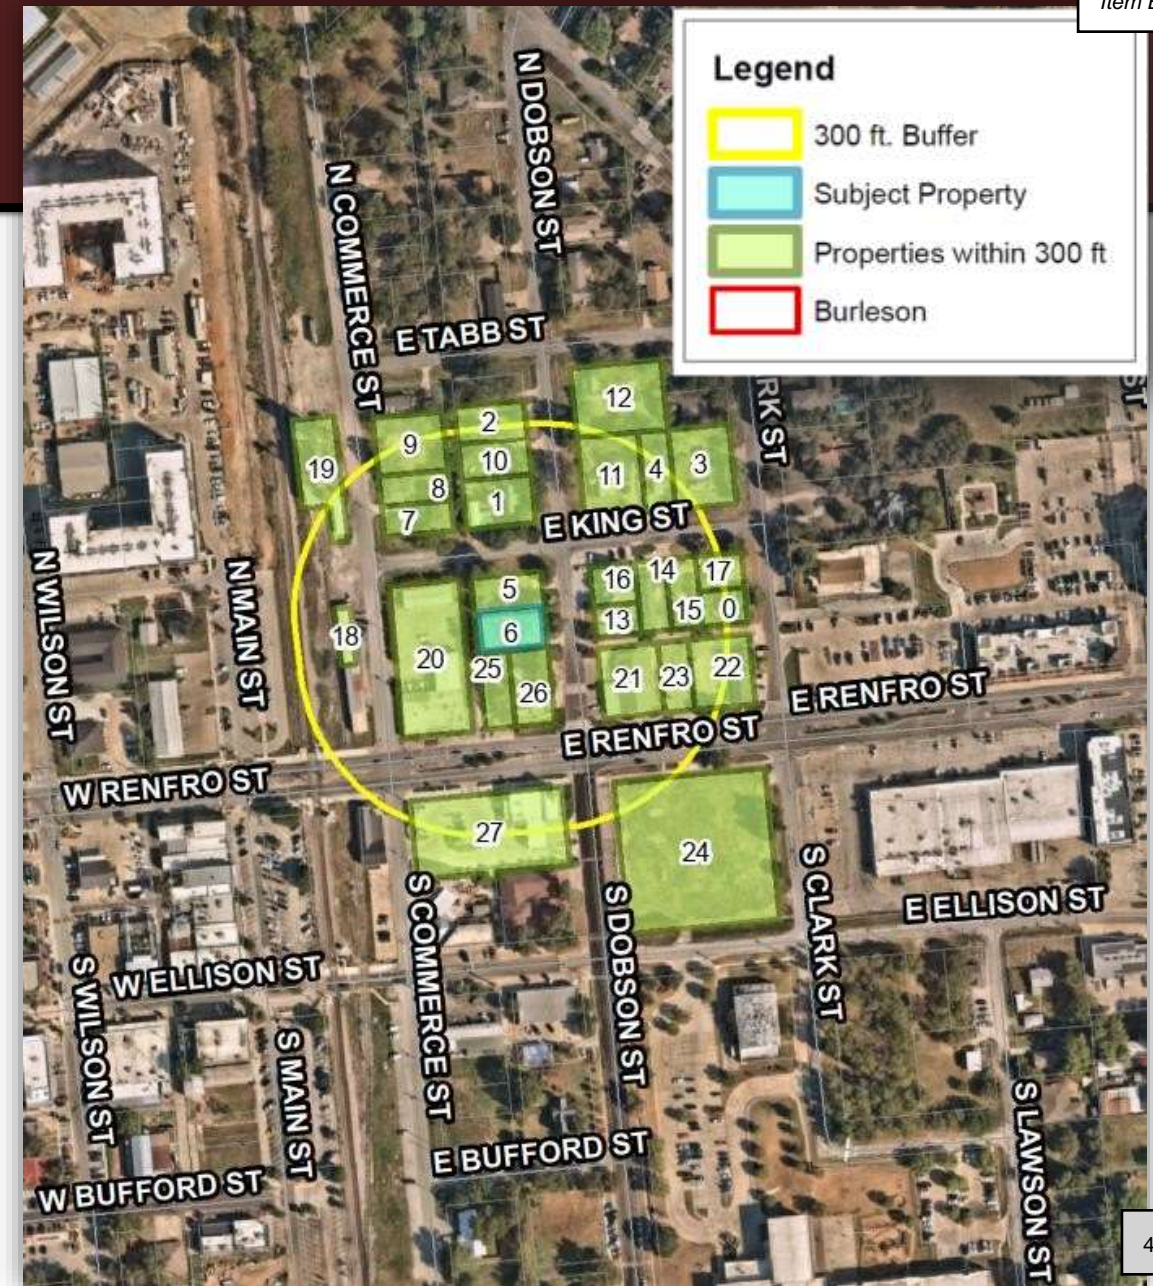 Item
Legend
300 ft. Buffer
Subject Property
Properties within 300 ft
Burleson
N DOBSON ST
N COMMERCE ST
E TABB ST
12
2
9
19
10
11
4
3
8
1
7
E KING ST
N WILSON ST
N MAIN ST
5
16
14
17
18
6
13
15
0
20
25
26
21
23
22
E RENFRO ST
E RENFRO ST
W RENFRO ST
27
24
S COMMERCE ST
S DOBSON ST
S CLARK ST
E ELLISON ST
S WILSON ST
W ELLISON ST
S MAIN ST
E BUFFORD ST
S LAWSON ST
W BUFFORD ST
4